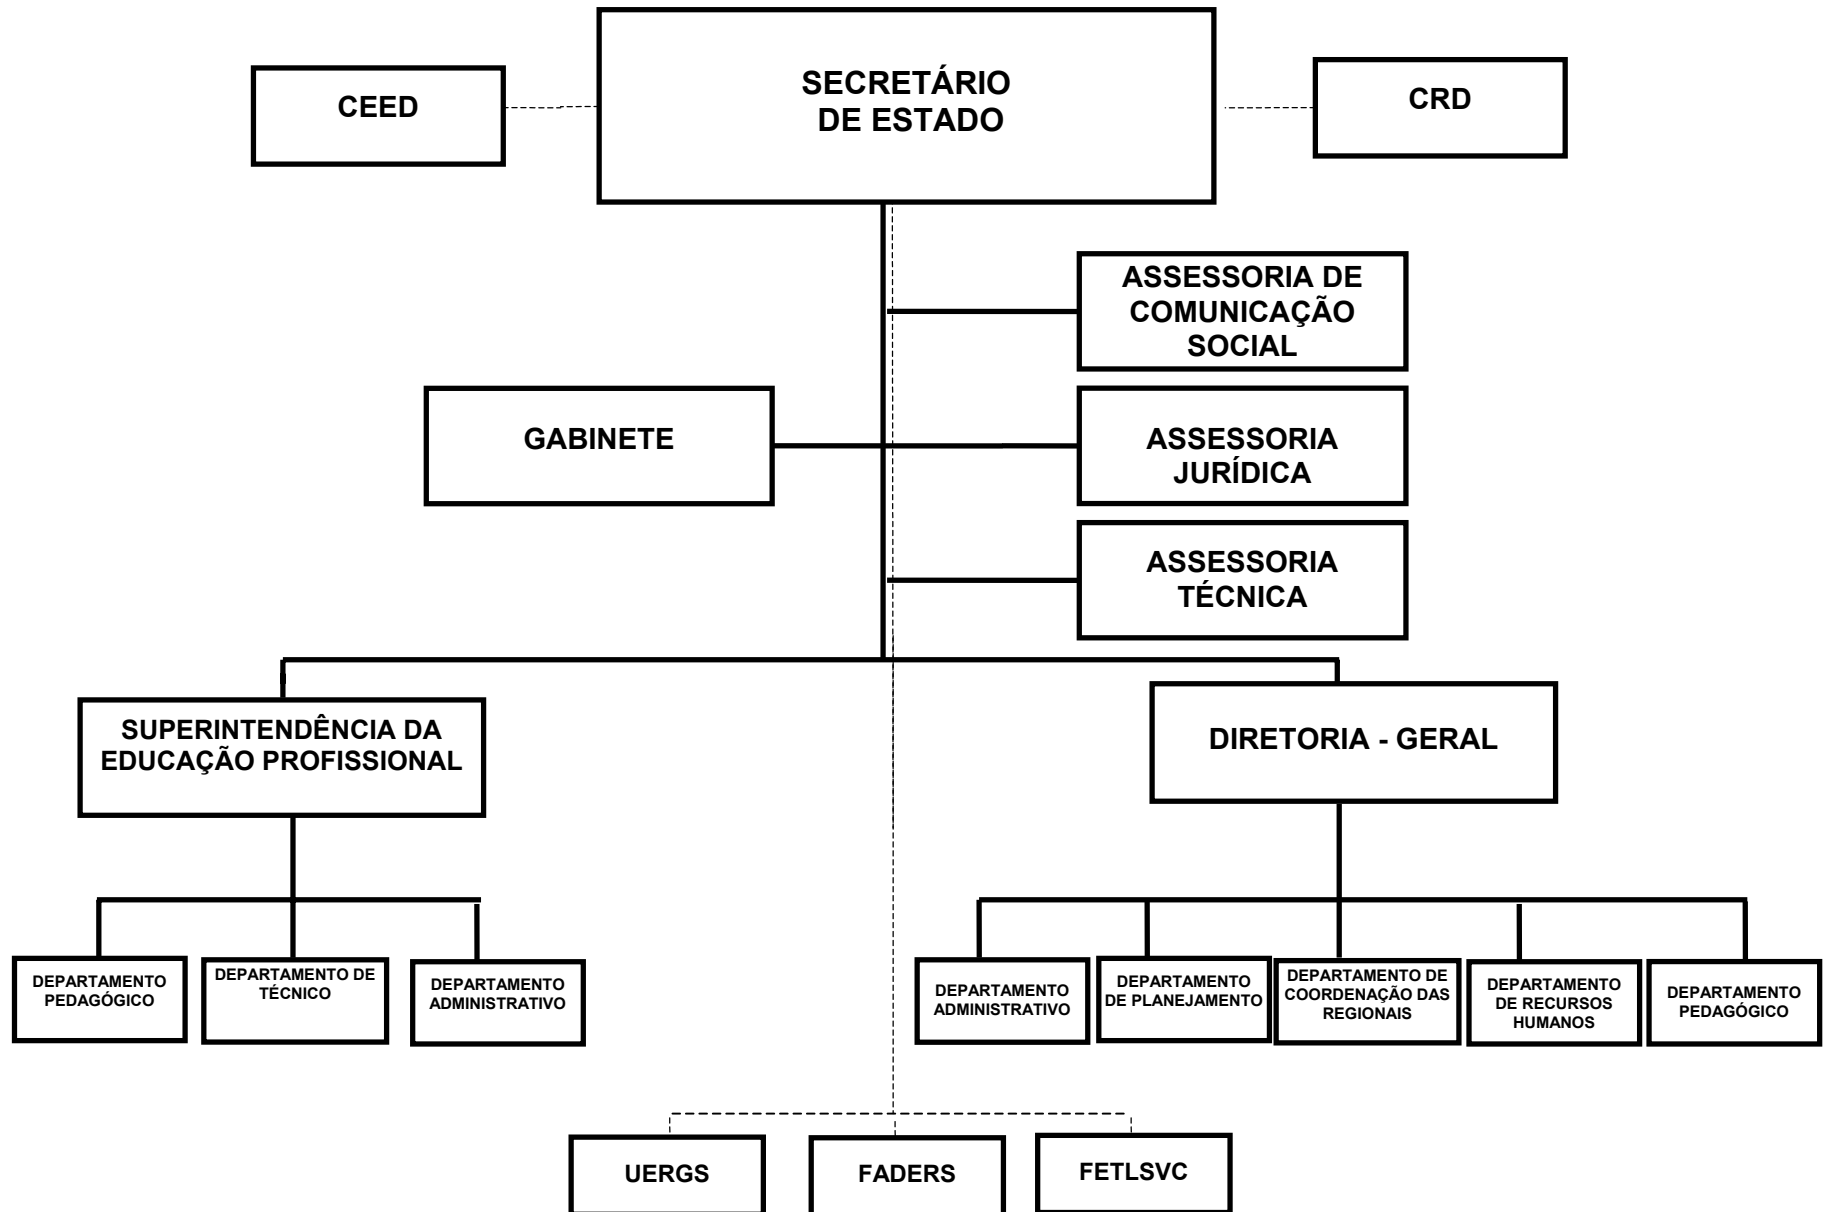 SECRETÁRIO
DE ESTADO
CEED
CRD
ASSESSORIA DE
COMUNICAÇÃO
SOCIAL
GABINETE
ASSESSORIA
JURÍDICA
ASSESSORIA
TÉCNICA
SUPERINTENDÊNCIA DA
EDUCAÇÃO PROFISSIONAL
DIRETORIA - GERAL
DEPARTAMENTO
PEDAGÓGICO
DEPARTAMENTO DE
TÉCNICO
DEPARTAMENTO
ADMINISTRATIVO
DEPARTAMENTO
ADMINISTRATIVO
DEPARTAMENTO
DE PLANEJAMENTO
DEPARTAMENTO DE
COORDENAÇÃO DAS
REGIONAIS
DEPARTAMENTO
DE RECURSOS
HUMANOS
DEPARTAMENTO
PEDAGÓGICO
UERGS
FADERS
FETLSVC